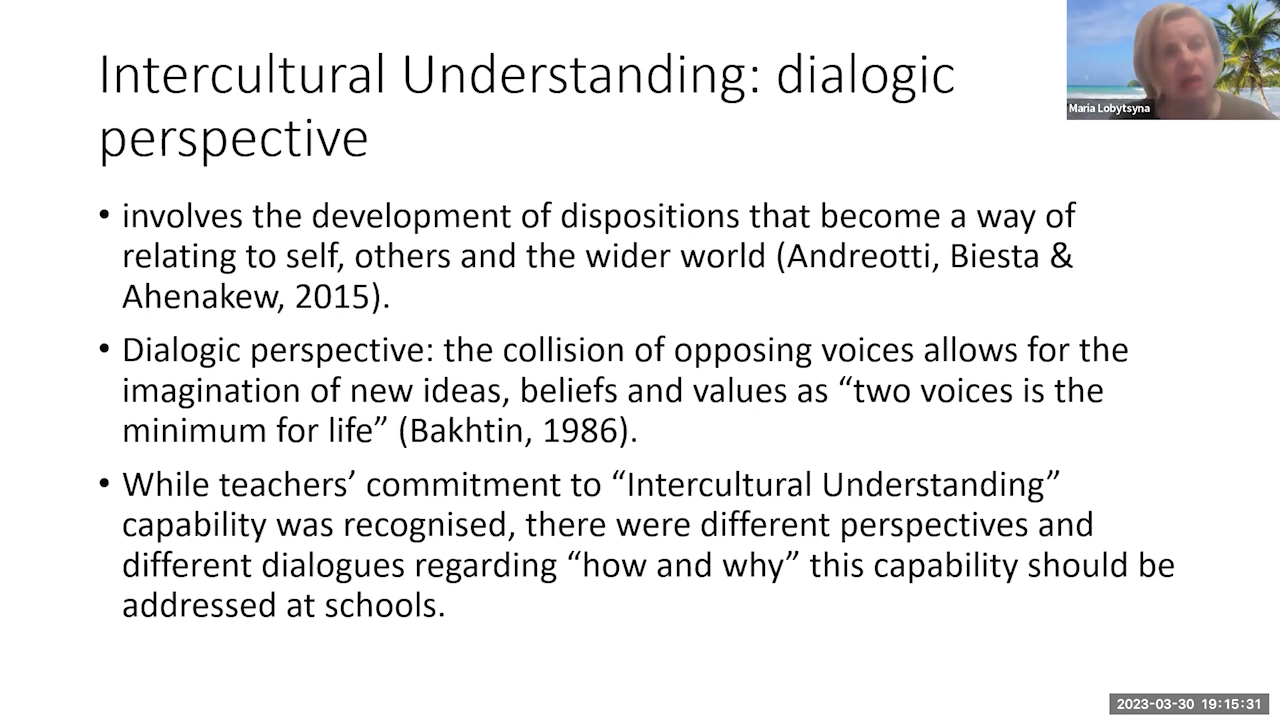 Intercultural Understanding: dialogic
perspective
Maria Lobytsyna
• involves the development of dispositions that become a way of
relating to self, others and the wider world (Andreotti, Biesta &
Ahenakew, 2015).
• Dialogic perspective: the collision of opposing voices allows for the
imagination of new ideas, beliefs and values as “two voices is the
minimum for life” (Bakhtin, 1986).
• While teachers’ commitment to “Intercultural Understanding”
capability was recognised, there were different perspectives and
different dialogues regarding “how and why” this capability should be
addressed at schools.
2023-03-30 19:15:31